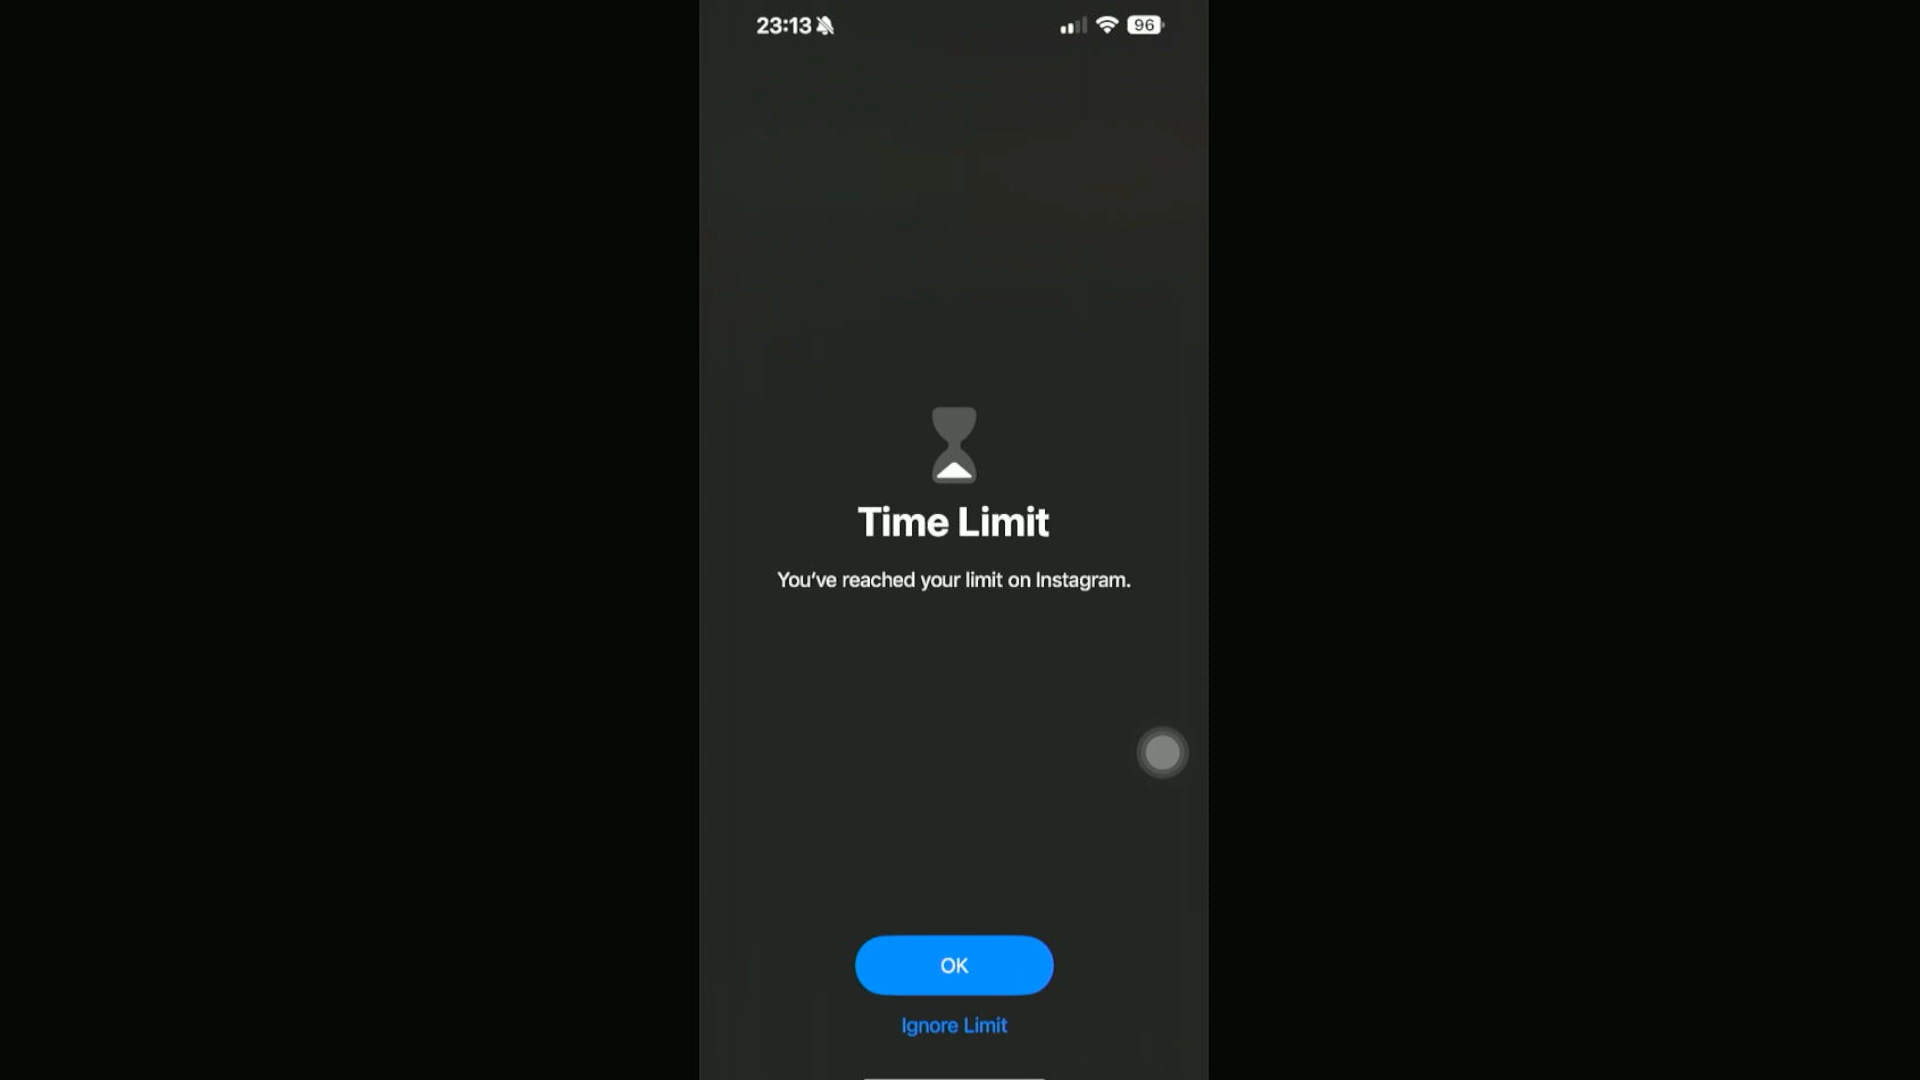 23:13
96
Time Limit
You've reached your limit on Instagram.
OK
Ignore Limit